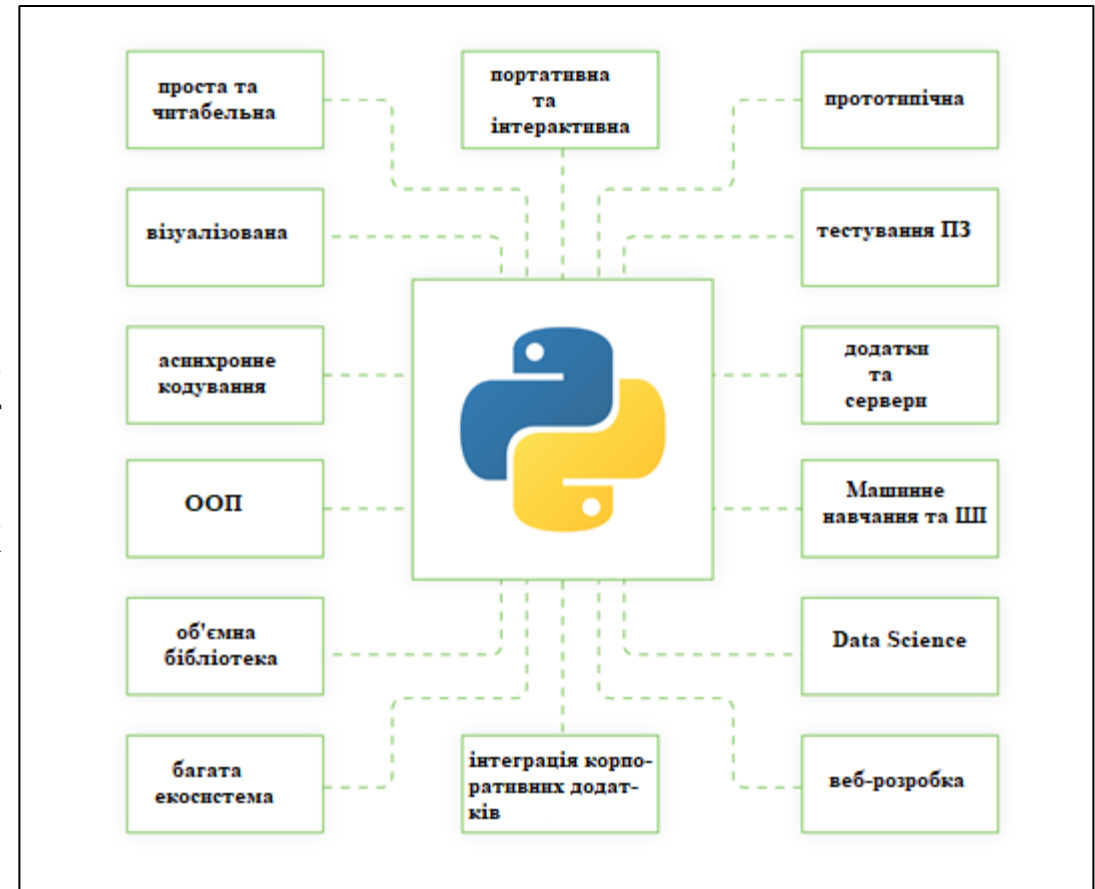 проста та
читабельна
портативна
та
інтерактивна
прототипічна
візуалізована
тестування ПЗ
асинхронне
кодування
додатки
та
сервери
ООП
Машинне
навчання та ШІ
об'ємна
бібліотека
Data Science
багата
екосистема
інтеграція корпо-
ративних додат-
ків
веб-розробка